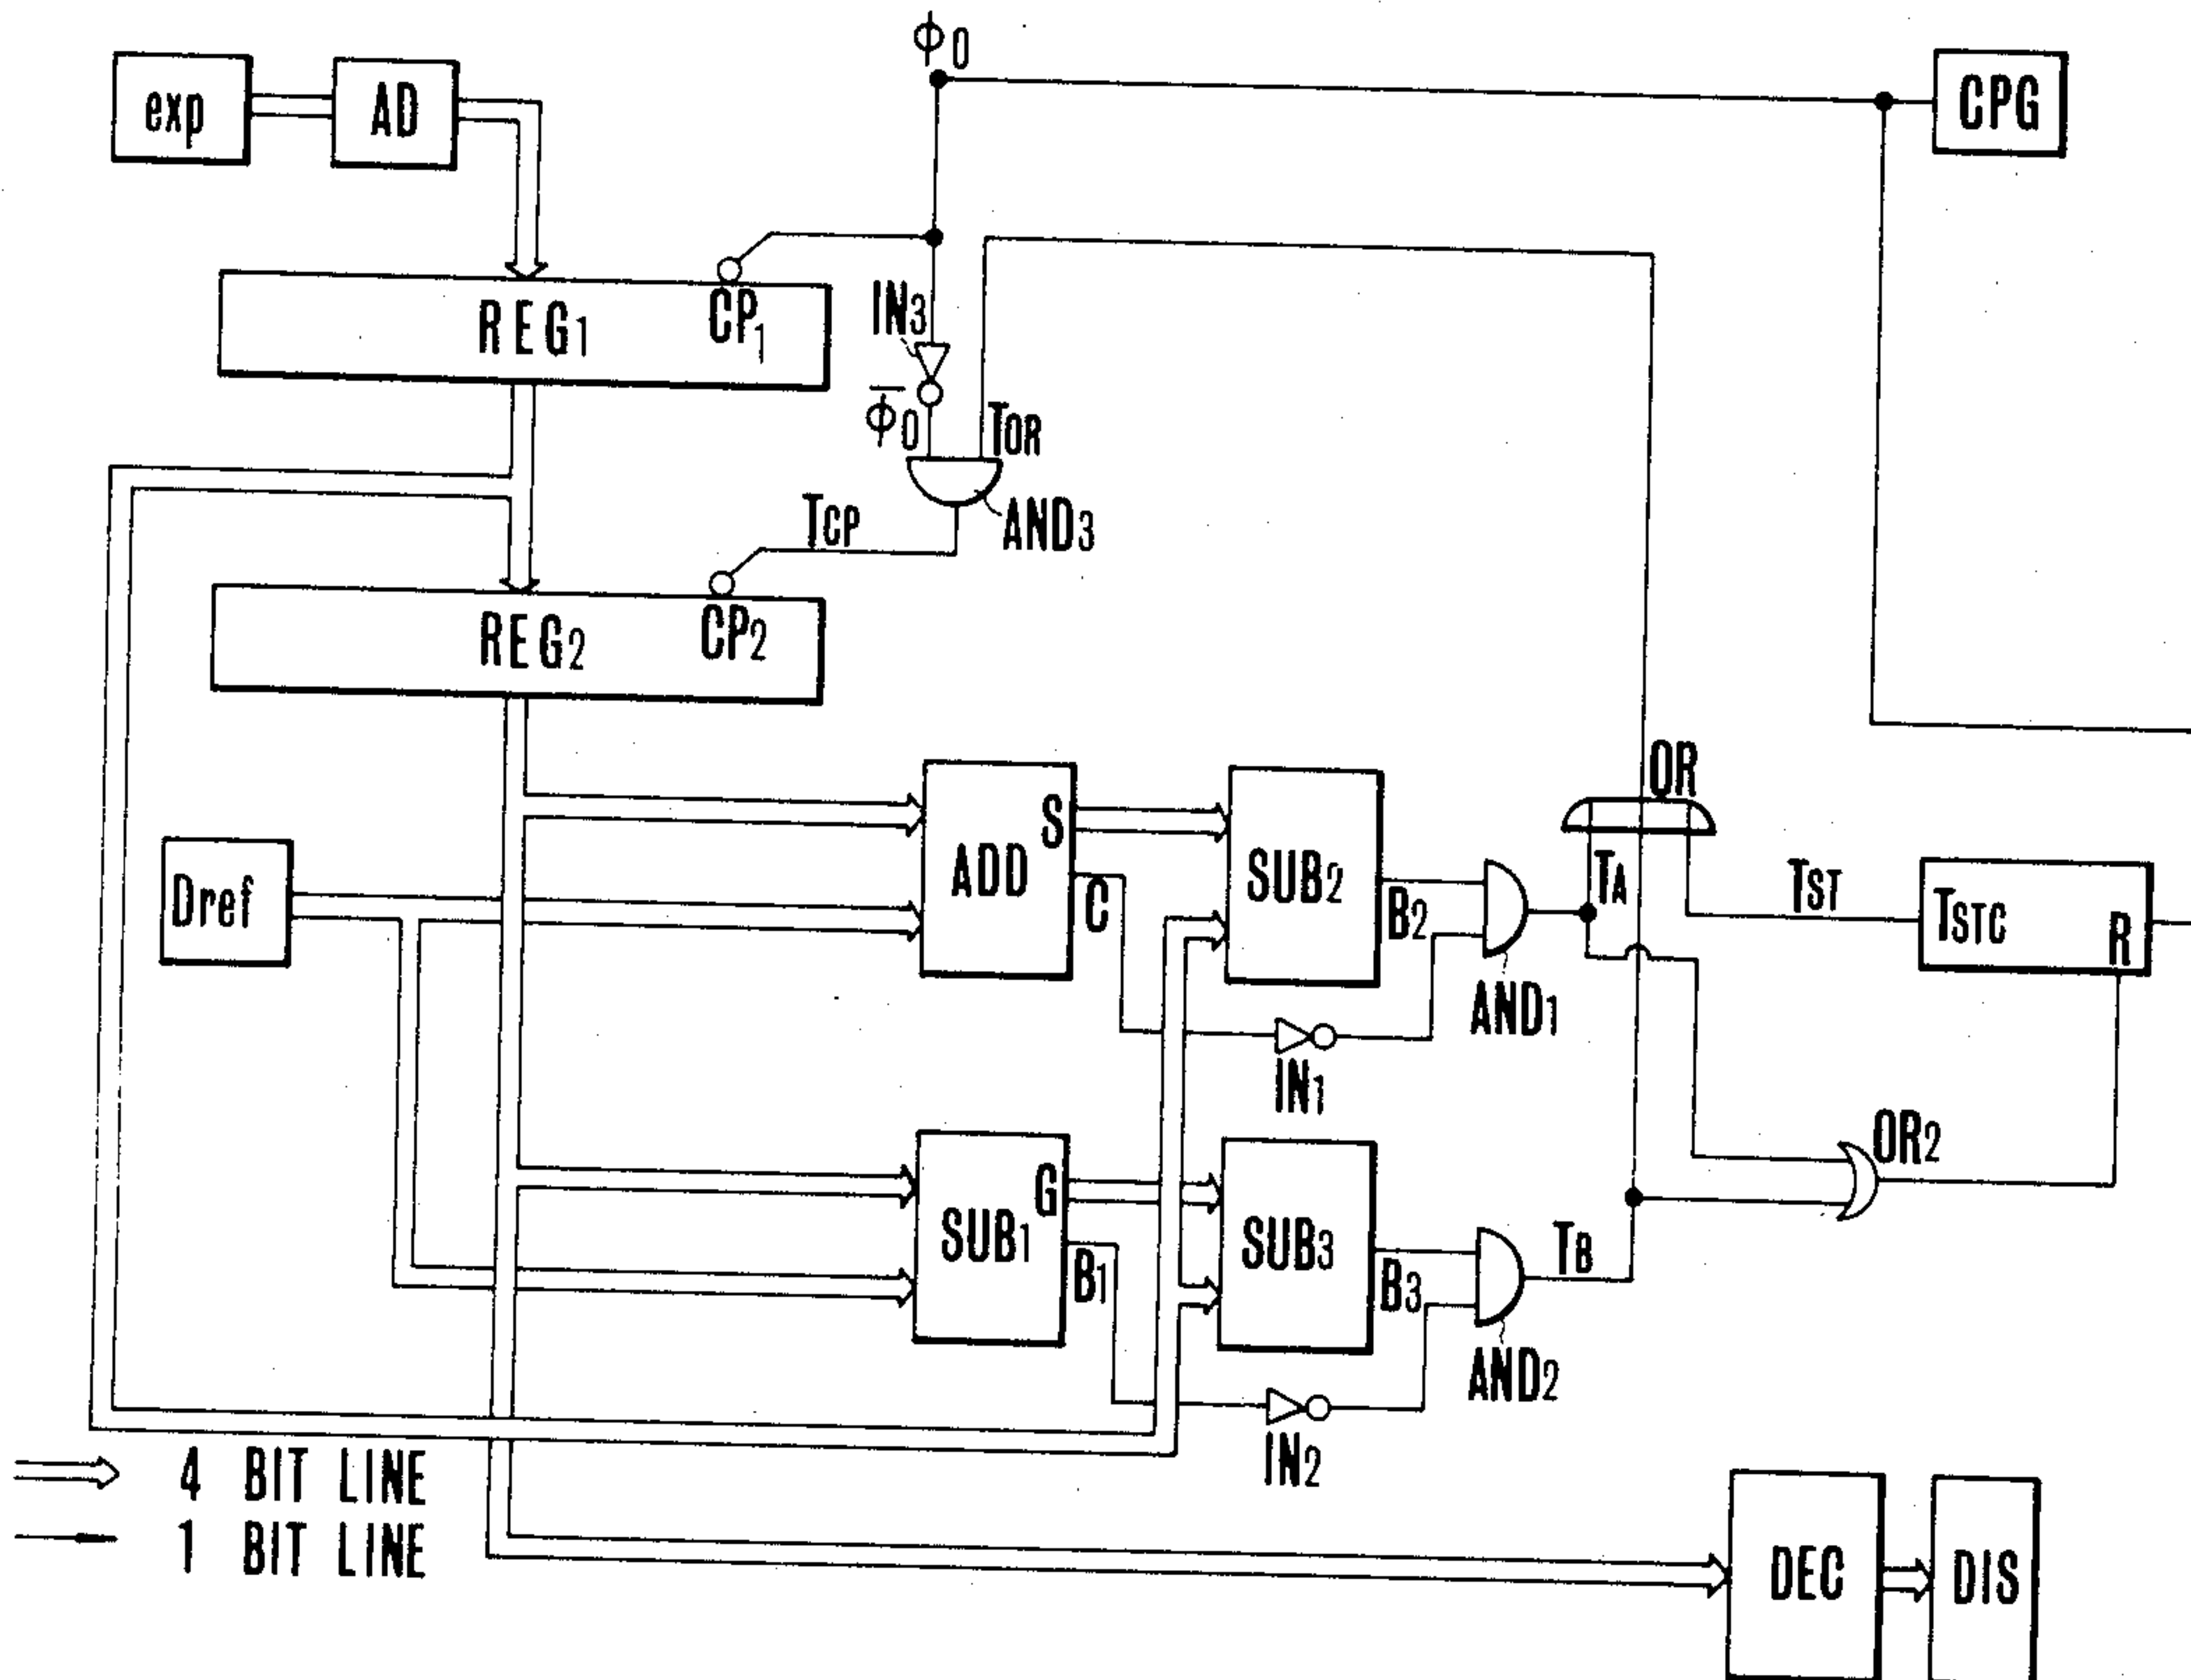 ϕ0
exp
AD
CPG
CP1
REG1
IN3
ϕ̅0
TOR
AND3
TCP
CP2
REG2
OR
S
ADD
C
SUB2
B2
TA
TST
TSTC
R
Dref
AND1
IN1
OR2
G
SUB1
B1
SUB3
B3
TB
AND2
IN2
4 BIT LINE
1 BIT LINE
DEC
DIS